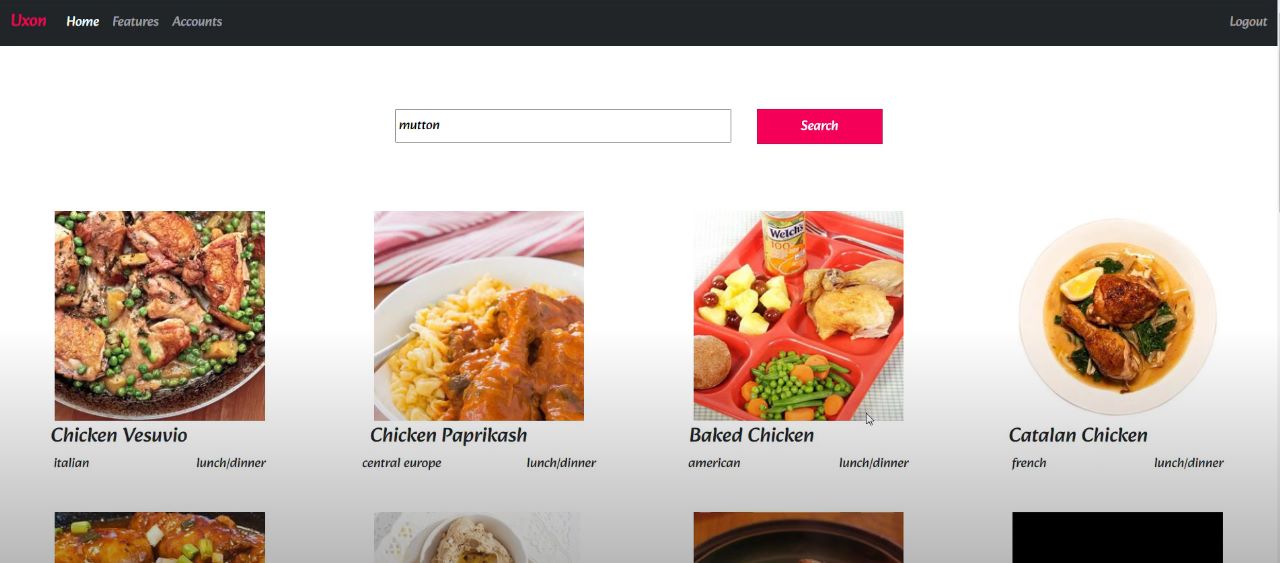 Uxon Home Features Accounts Logout
mutton Search
Welch's
100
Chicken Vesuvio Chicken Paprikash Baked Chicken Catalan Chicken
italian lunch/dinner central europe lunch/dinner american lunch/dinner french lunch/dinner